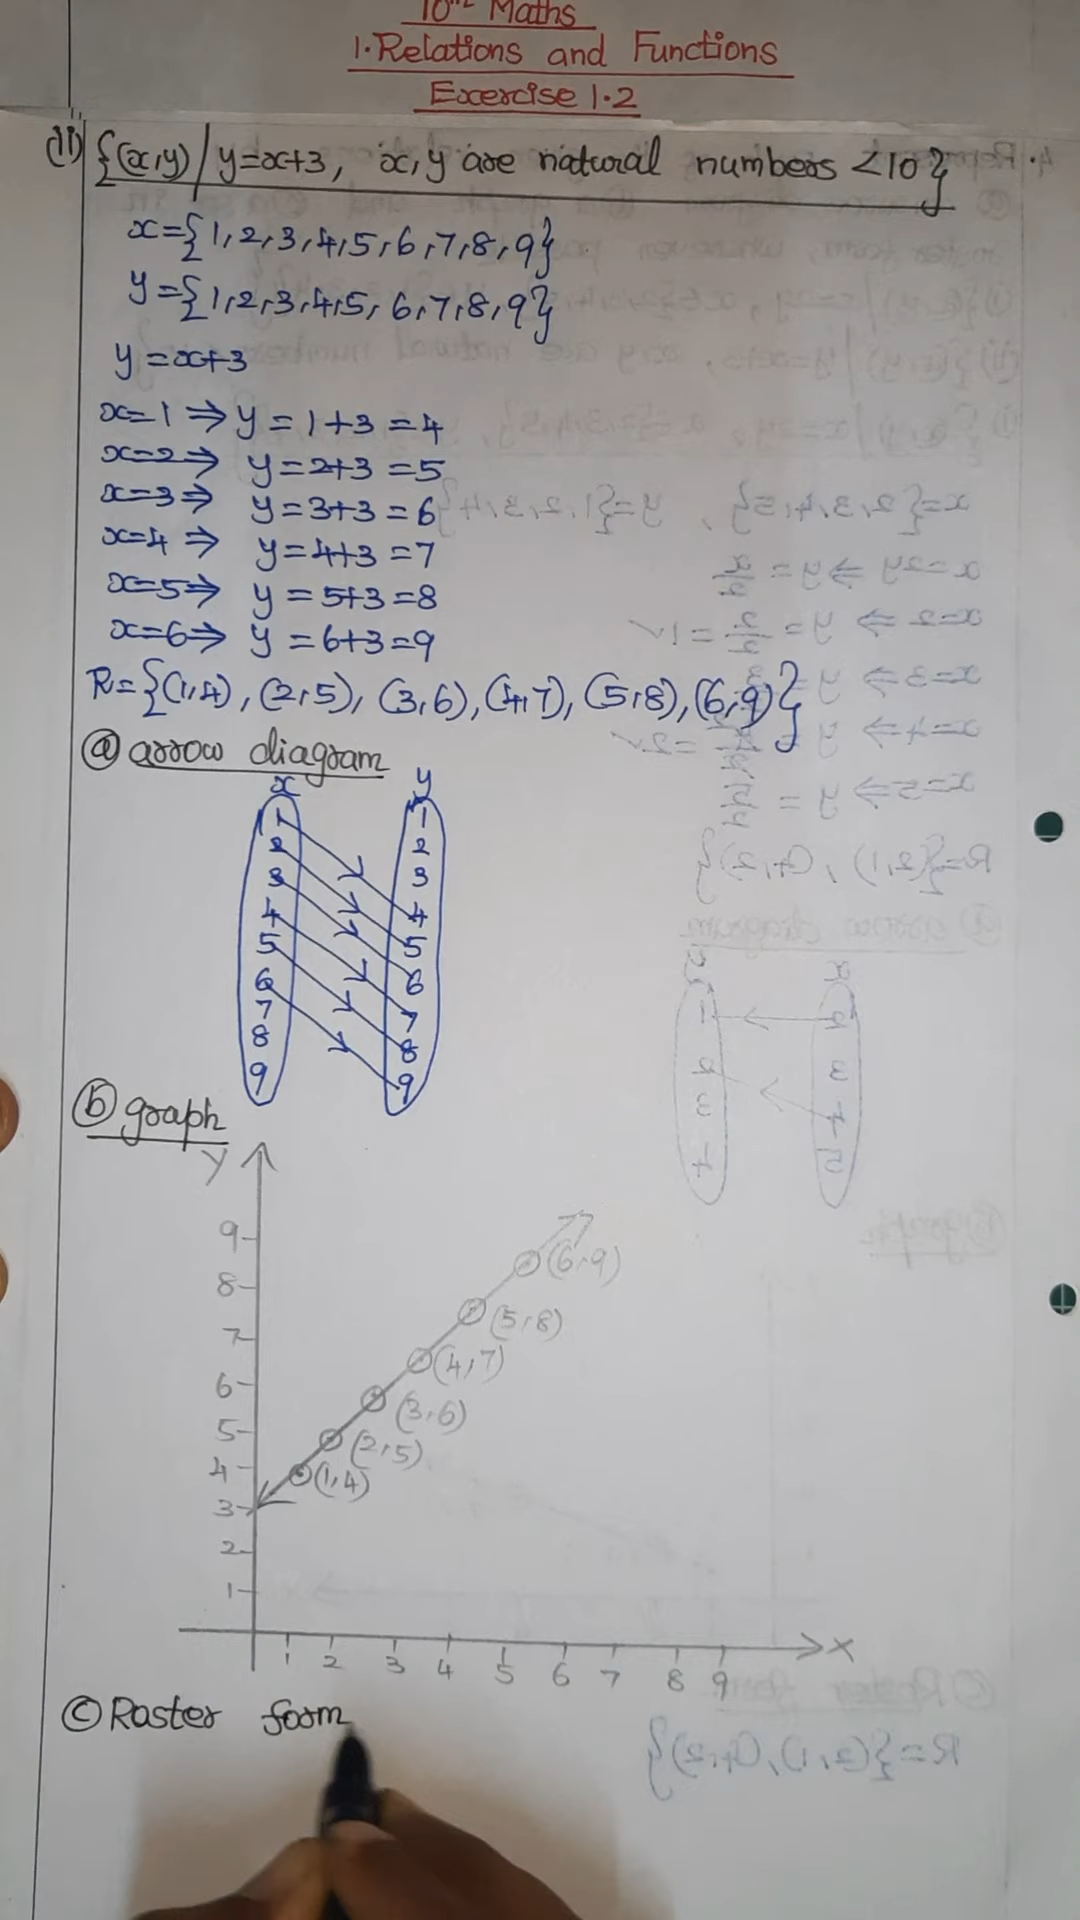 10th Maths
1. Relations and Functions
Exercise 1.2
(ii) {(x,y) / y=x+3, x,y are natural numbers <10}
x={1,2,3,4,5,6,7,8,9}
y={1,2,3,4,5,6,7,8,9}
y=x+3
x=1 ⇒ y = 1+3 = 4
x=2 ⇒ y = 2+3 = 5
x=3 ⇒ y = 3+3 = 6
x=4 ⇒ y = 4+3 = 7
x=5 ⇒ y = 5+3 = 8
x=6 ⇒ y = 6+3 = 9
R={(1,4), (2,5), (3,6), (4,7), (5,8), (6,9)}
ⓐ arrow diagram
x y
1 1
2 2
3 3
4 4
5 5
6 6
7 7
8 8
9 9
ⓑ graph
Y
9
8
7
6
5
4
3
2
1
(6,9)
(5,8)
(4,7)
(3,6)
(2,5)
(1,4)
1 2 3 4 5 6 7 8 9 X
ⓒ Roster form